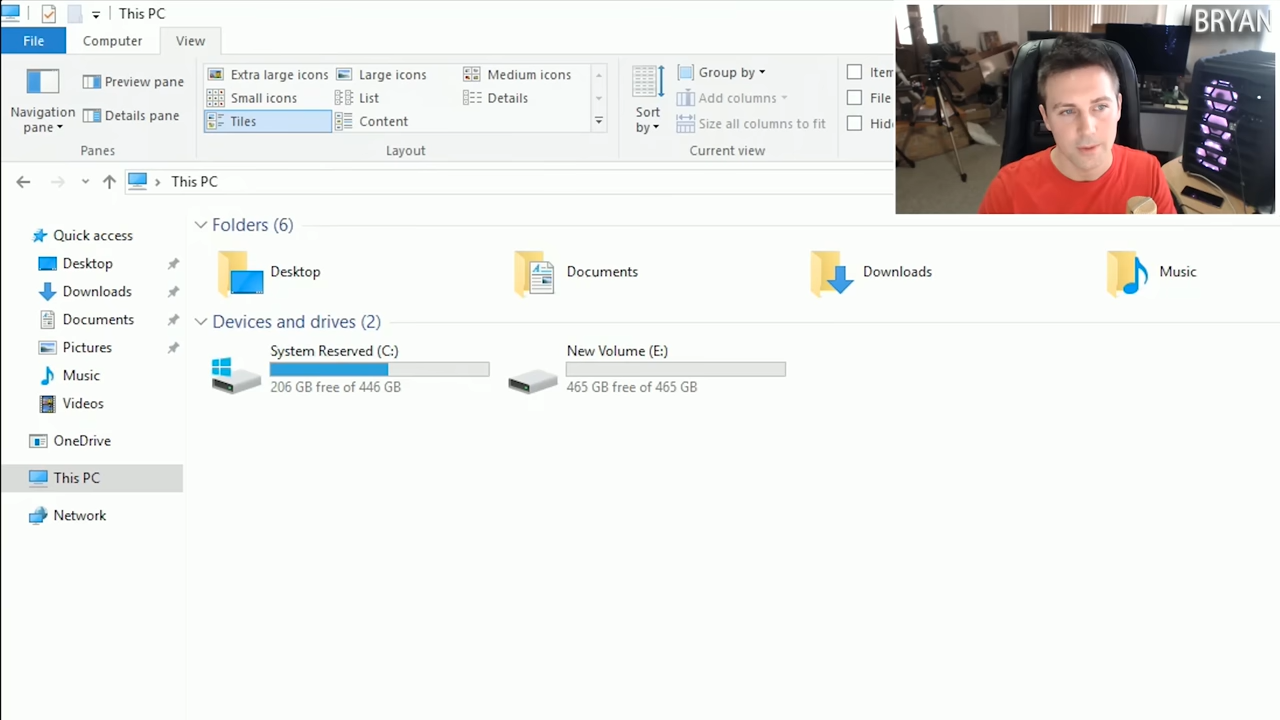 This PC
BRYAN
File
Computer
View
Navigation pane
Preview pane
Details pane
Panes
Extra large icons
Large icons
Medium icons
Small icons
List
Details
Tiles
Content
Layout
Sort by
Group by
Add columns
Size all columns to fit
Current view
Iten
File
Hid
This PC
Quick access
Desktop
Downloads
Documents
Pictures
Music
Videos
OneDrive
This PC
Network
Folders (6)
Desktop
Documents
Downloads
Music
Devices and drives (2)
System Reserved (C:)
206 GB free of 446 GB
New Volume (E:)
465 GB free of 465 GB